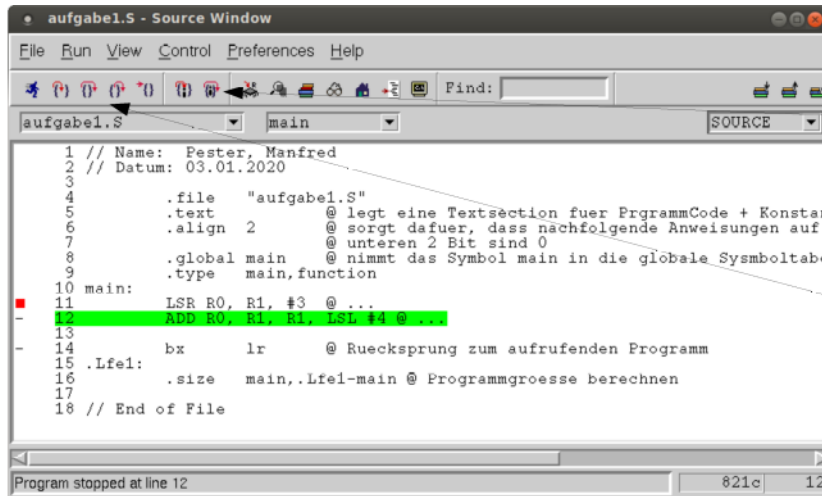 aufgabe1.S - Source Window
File Run View Control Preferences Help
Find:
aufgabe1.S main SOURCE
1 // Name: Pester, Manfred
2 // Datum: 03.01.2020
3
4 .file "aufgabe1.S"
5 .text @ legt eine Textsection fuer PrgrammCode + Konstan
6 .align 2 @ sorgt dafuer, dass nachfolgende Anweisungen auf
7 @ unteren 2 Bit sind 0
8 .global main @ nimmt das Symbol main in die globale Sysmboltabe
9 .type main,function
10 main:
11 LSR R0, R1, #3 @ ...
12 ADD R0, R1, R1, LSL #4 @ ...
13
14 bx lr @ Ruecksprung zum aufrufenden Programm
15 .Lfe1:
16 .size main,.Lfe1-main @ Programmgroesse berechnen
17
18 // End of File
Program stopped at line 12 821c 12